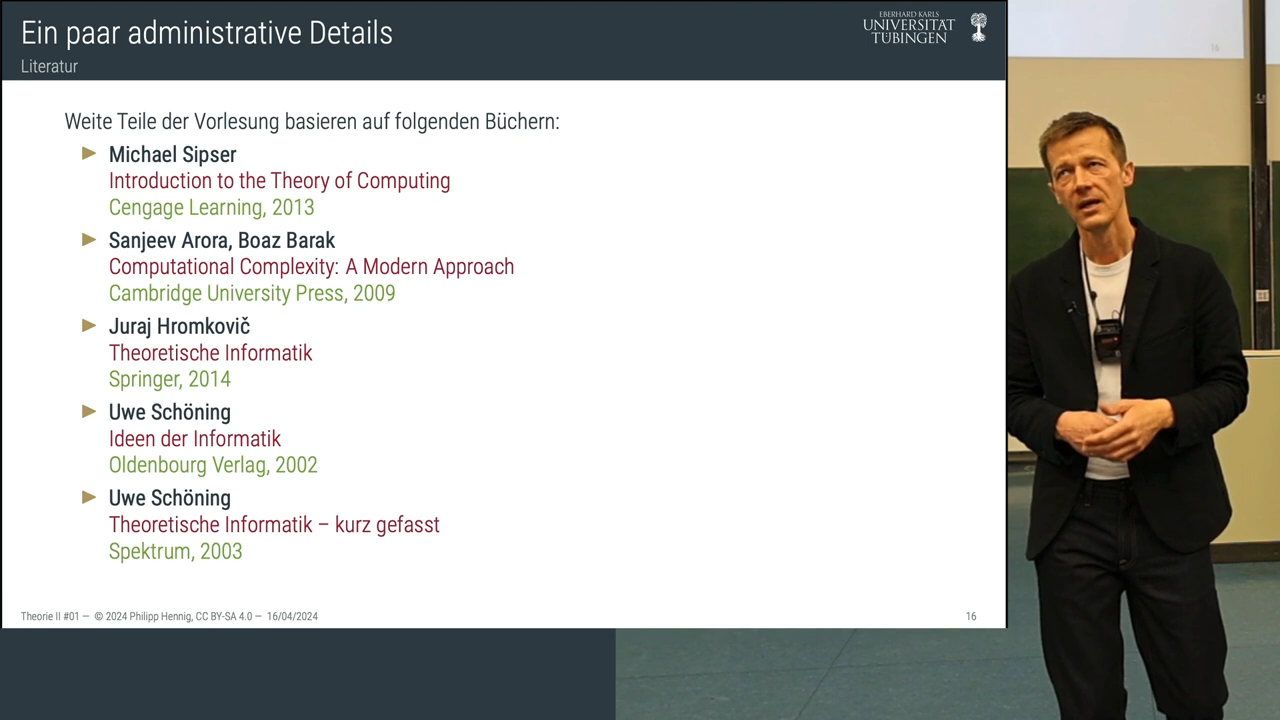 Ein paar administrative Details
Literatur
EBERHARD KARLS
UNIVERSITÄT
TÜBINGEN
Weite Teile der Vorlesung basieren auf folgenden Büchern:
Michael Sipser
Introduction to the Theory of Computing
Cengage Learning, 2013
Sanjeev Arora, Boaz Barak
Computational Complexity: A Modern Approach
Cambridge University Press, 2009
Juraj Hromkovič
Theoretische Informatik
Springer, 2014
Uwe Schöning
Ideen der Informatik
Oldenbourg Verlag, 2002
Uwe Schöning
Theoretische Informatik – kurz gefasst
Spektrum, 2003
Theorie II #01 — © 2024 Philipp Hennig, CC BY-SA 4.0 — 16/04/2024
16
16